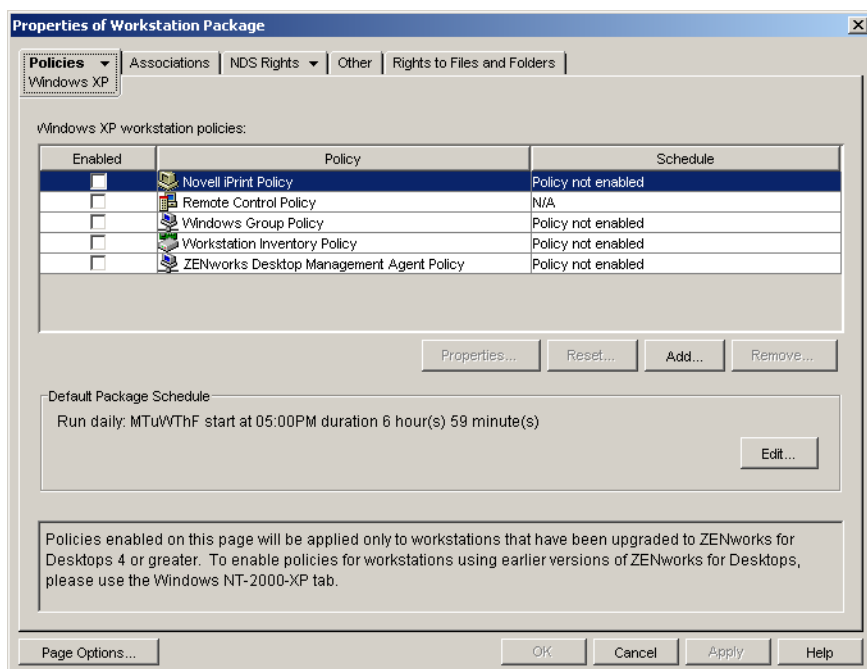 Properties of Workstation Package
Policies Associations NDS Rights Other Rights to Files and Folders
Windows XP
Windows XP workstation policies:
Enabled Policy Schedule
Novell iPrint Policy Policy not enabled
Remote Control Policy N/A
Windows Group Policy Policy not enabled
Workstation Inventory Policy Policy not enabled
ZENworks Desktop Management Agent Policy Policy not enabled
Properties... Reset... Add... Remove...
Default Package Schedule
Run daily: MTuWThF start at 05:00PM duration 6 hour(s) 59 minute(s)
Edit...
Policies enabled on this page will be applied only to workstations that have been upgraded to ZENworks for
Desktops 4 or greater. To enable policies for workstations using earlier versions of ZENworks for Desktops,
please use the Windows NT-2000-XP tab.
Page Options... OK Cancel Apply Help